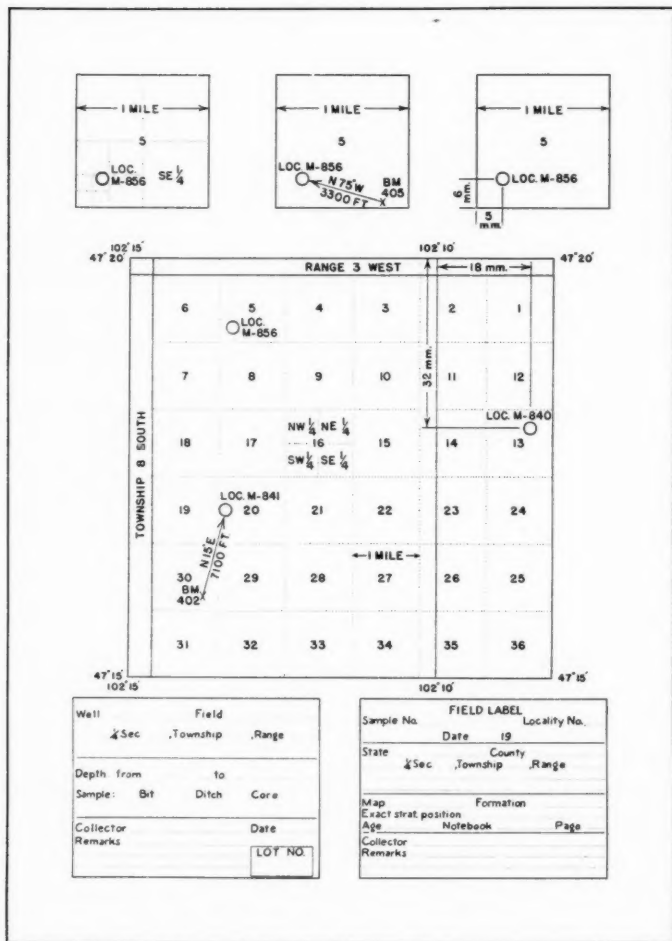 1 MILE
5
LOC.
M-856
SE 1/4
1 MILE
5
LOC. M-856
N 75° W
3300 FT.
BM
405
1 MILE
5
LOC. M-856
6
mm.
5
mm.
102° 15'
102° 10'
47° 20'
47° 20'
RANGE 3 WEST
18 mm.
6 5 4 3 2 1
LOC.
M-856
32 mm.
7 8 9 10 11 12
LOC. M-840
TOWNSHIP 8 SOUTH
NW 1/4 NE 1/4
18 17 16 15 14 13
SW 1/4 SE 1/4
LOC. M-841
19 20 21 22 23 24
N 15° E
7100 FT.
1 MILE
30 29 28 27 26 25
BM
402
31 32 33 34 35 36
47° 15'
47° 15'
102° 15'
102° 10'
Well Field
1/4 Sec ,Township ,Range
Depth from to
Sample: Bit Ditch Core
Collector Date
Remarks
LOT NO.
FIELD LABEL
Sample No. Locality No.
Date 19
State County
1/4 Sec ,Township ,Range
Map Formation
Exact strat. position
Age Notebook Page
Collector
Remarks